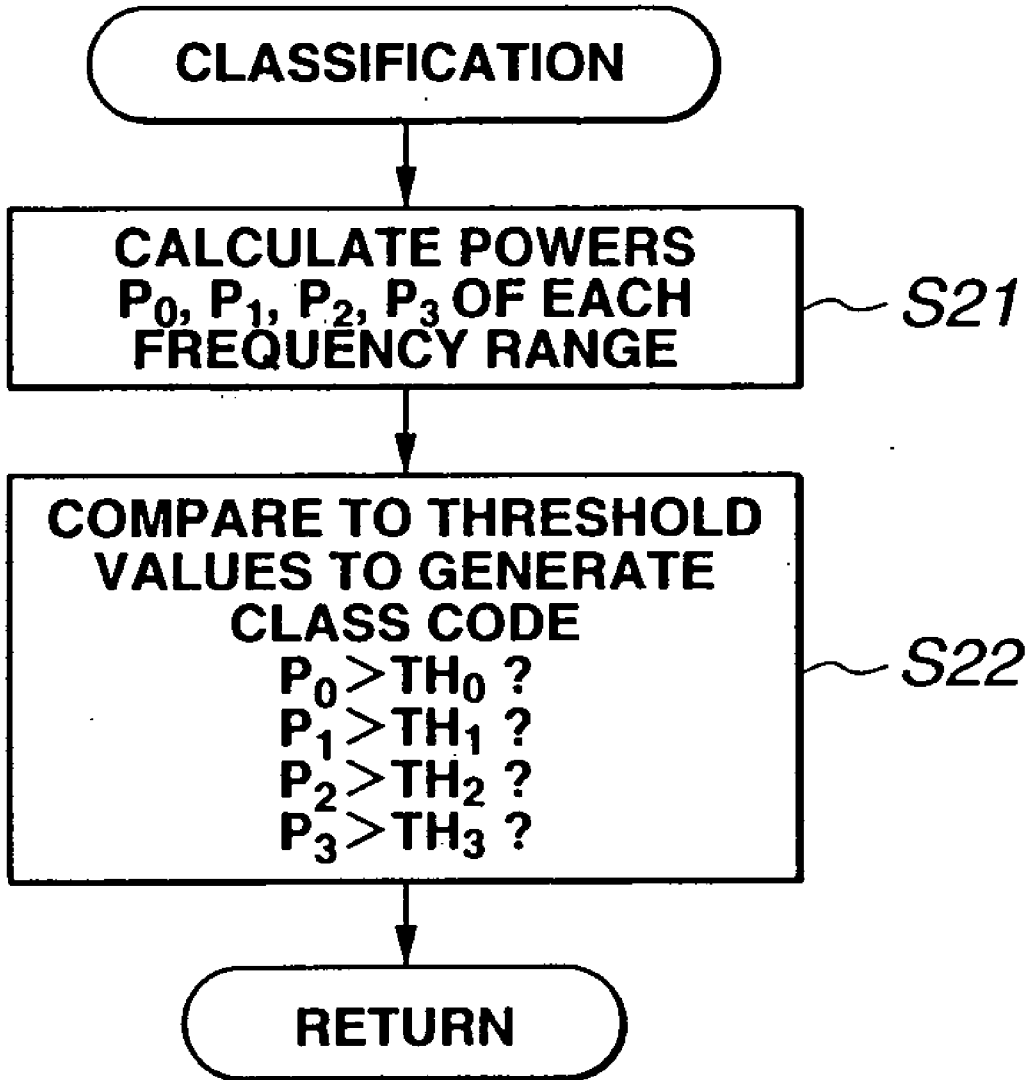 CLASSIFICATION
CALCULATE POWERS
P₀, P₁, P₂, P₃ OF EACH
FREQUENCY RANGE
S21
COMPARE TO THRESHOLD
VALUES TO GENERATE
CLASS CODE
P₀ > TH₀ ?
P₁ > TH₁ ?
P₂ > TH₂ ?
P₃ > TH₃ ?
S22
RETURN